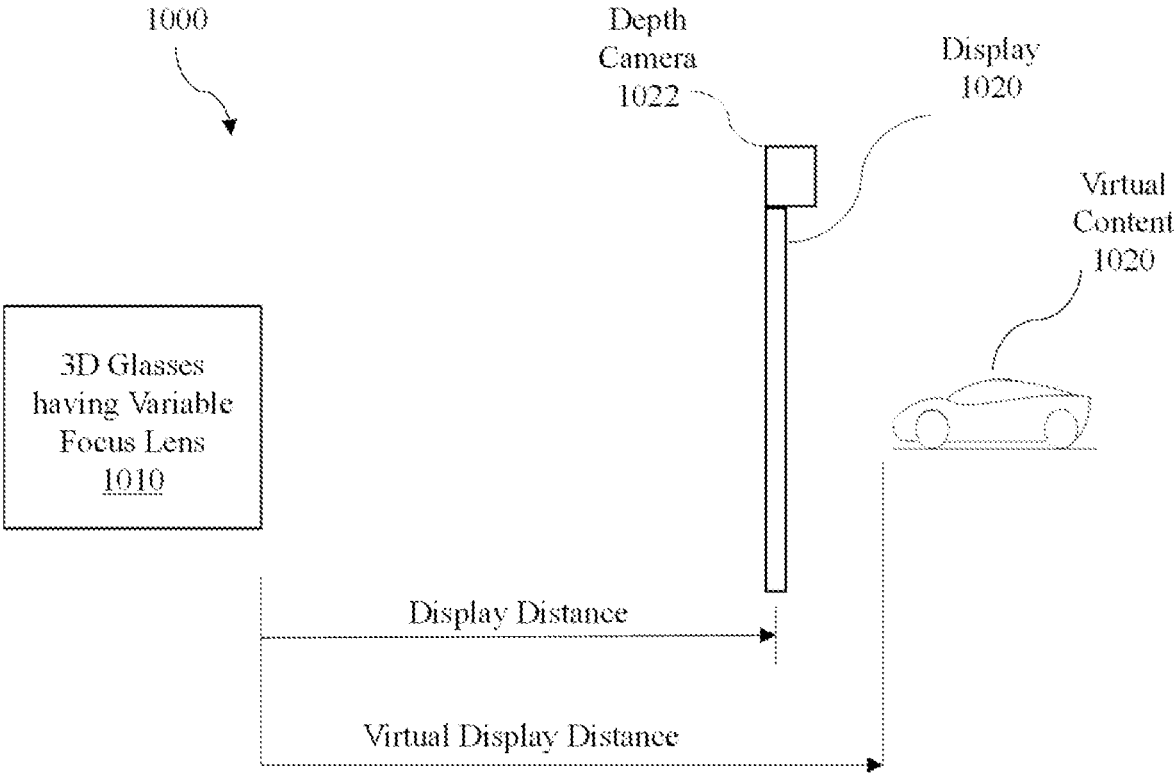 1000
Depth
Camera
1022
Display
1020
Virtual
Content
1020
3D Glasses
having Variable
Focus Lens
1010
Display Distance
Virtual Display Distance